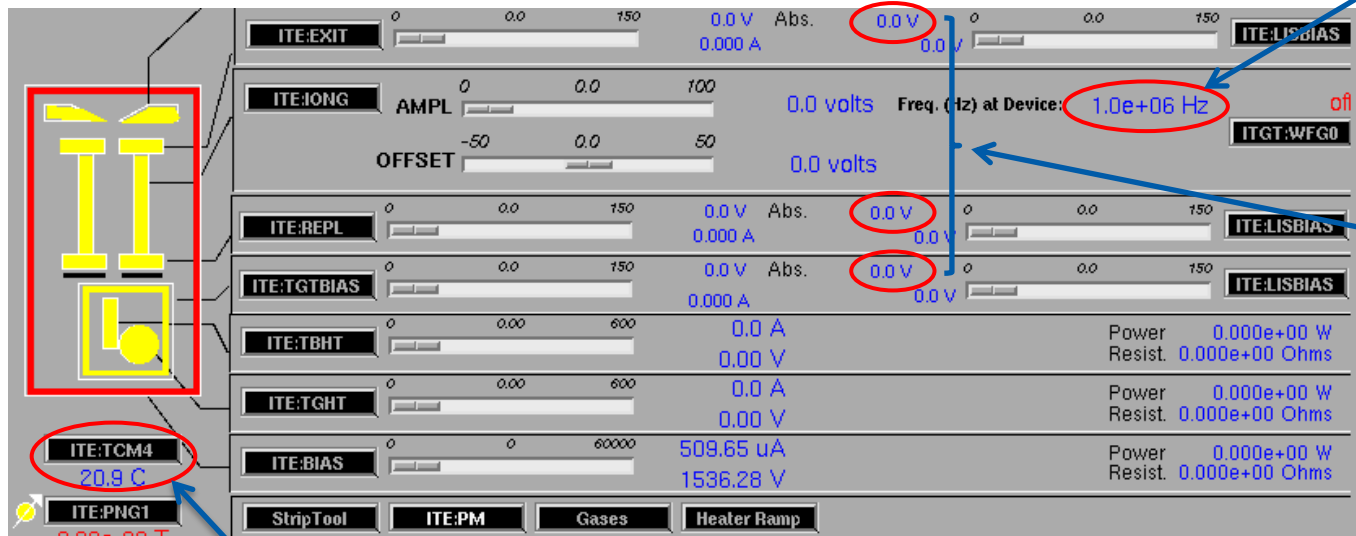 ITE:EXIT 0 0.0 150 0.0 V Abs. 0.0 V 0 0.0 150 ITE:LISBIAS
0.000 A 0.0 V
ITE:IONG AMPL 0 0.0 100 0.0 volts Freq. (Hz) at Device: 1.0e+06 Hz off
ITGT:WFG0
OFFSET -50 0.0 50 0.0 volts
ITE:REPL 0 0.0 150 0.0 V Abs. 0.0 V 0 0.0 150 ITE:LISBIAS
0.000 A 0.0 V
ITE:TGTBIAS 0 0.0 150 0.0 V Abs. 0.0 V 0 0.0 150 ITE:LISBIAS
0.000 A 0.0 V
ITE:TBHT 0 0.00 600 0.0 A Power 0.000e+00 W
0.00 V Resist. 0.000e+00 Ohms
ITE:TGHT 0 0.00 600 0.0 A Power 0.000e+00 W
0.00 V Resist. 0.000e+00 Ohms
ITE:TCM4
20.9 C
ITE:BIAS 0 0 60000 509.65 uA Power 0.000e+00 W
1536.28 V Resist. 0.000e+00 Ohms
ITE:PNG1
StripTool ITE:PM Gases Heater Ramp